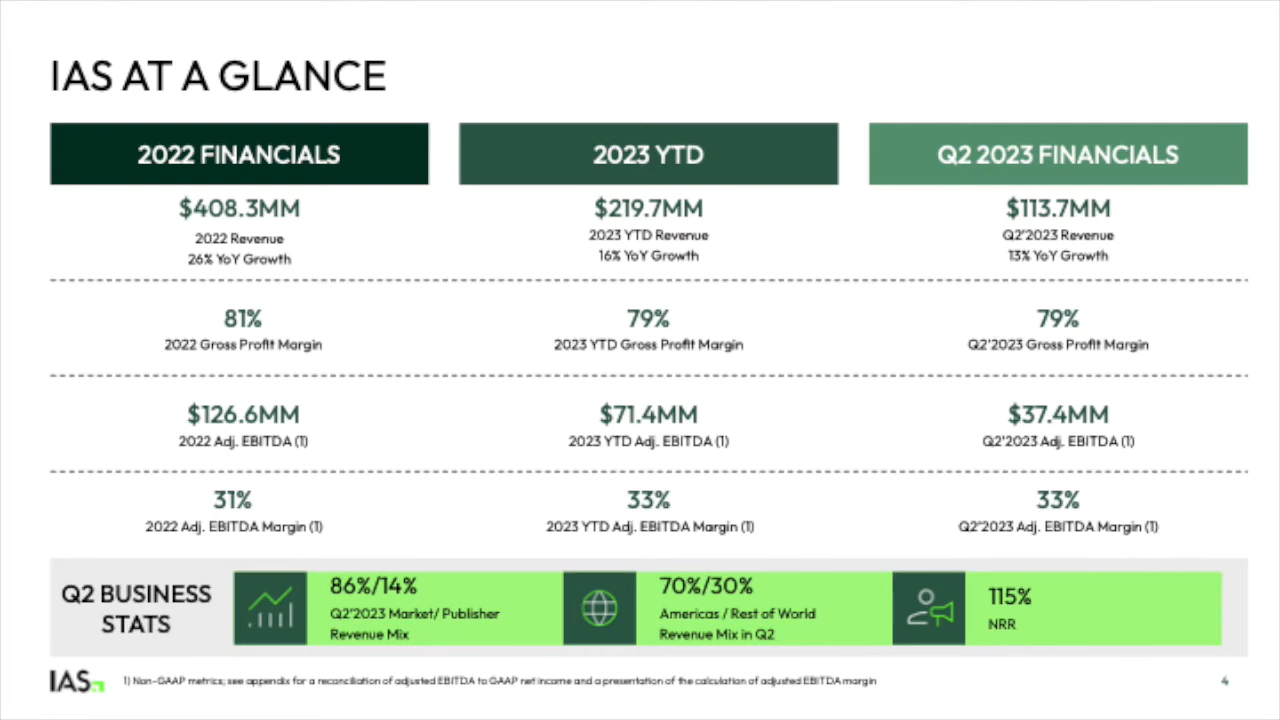 IAS AT A GLANCE
2022 FINANCIALS
2023 YTD
Q2 2023 FINANCIALS
$408.3MM
2022 Revenue
26% YoY Growth
$219.7MM
2023 YTD Revenue
16% YoY Growth
$113.7MM
Q2'2023 Revenue
13% YoY Growth
81%
2022 Gross Profit Margin
79%
2023 YTD Gross Profit Margin
79%
Q2'2023 Gross Profit Margin
$126.6MM
2022 Adj. EBITDA (1)
$71.4MM
2023 YTD Adj. EBITDA (1)
$37.4MM
Q2'2023 Adj. EBITDA (1)
31%
2022 Adj. EBITDA Margin (1)
33%
2023 YTD Adj. EBITDA Margin (1)
33%
Q2'2023 Adj. EBITDA Margin (1)
Q2 BUSINESS
STATS
86%/14%
Q2'2023 Market/ Publisher
Revenue Mix
70%/30%
Americas / Rest of World
Revenue Mix in Q2
115%
NRR
IAS
1) Non-GAAP metrics; see appendix for a reconciliation of adjusted EBITDA to GAAP net income and a presentation of the calculation of adjusted EBITDA margin
4